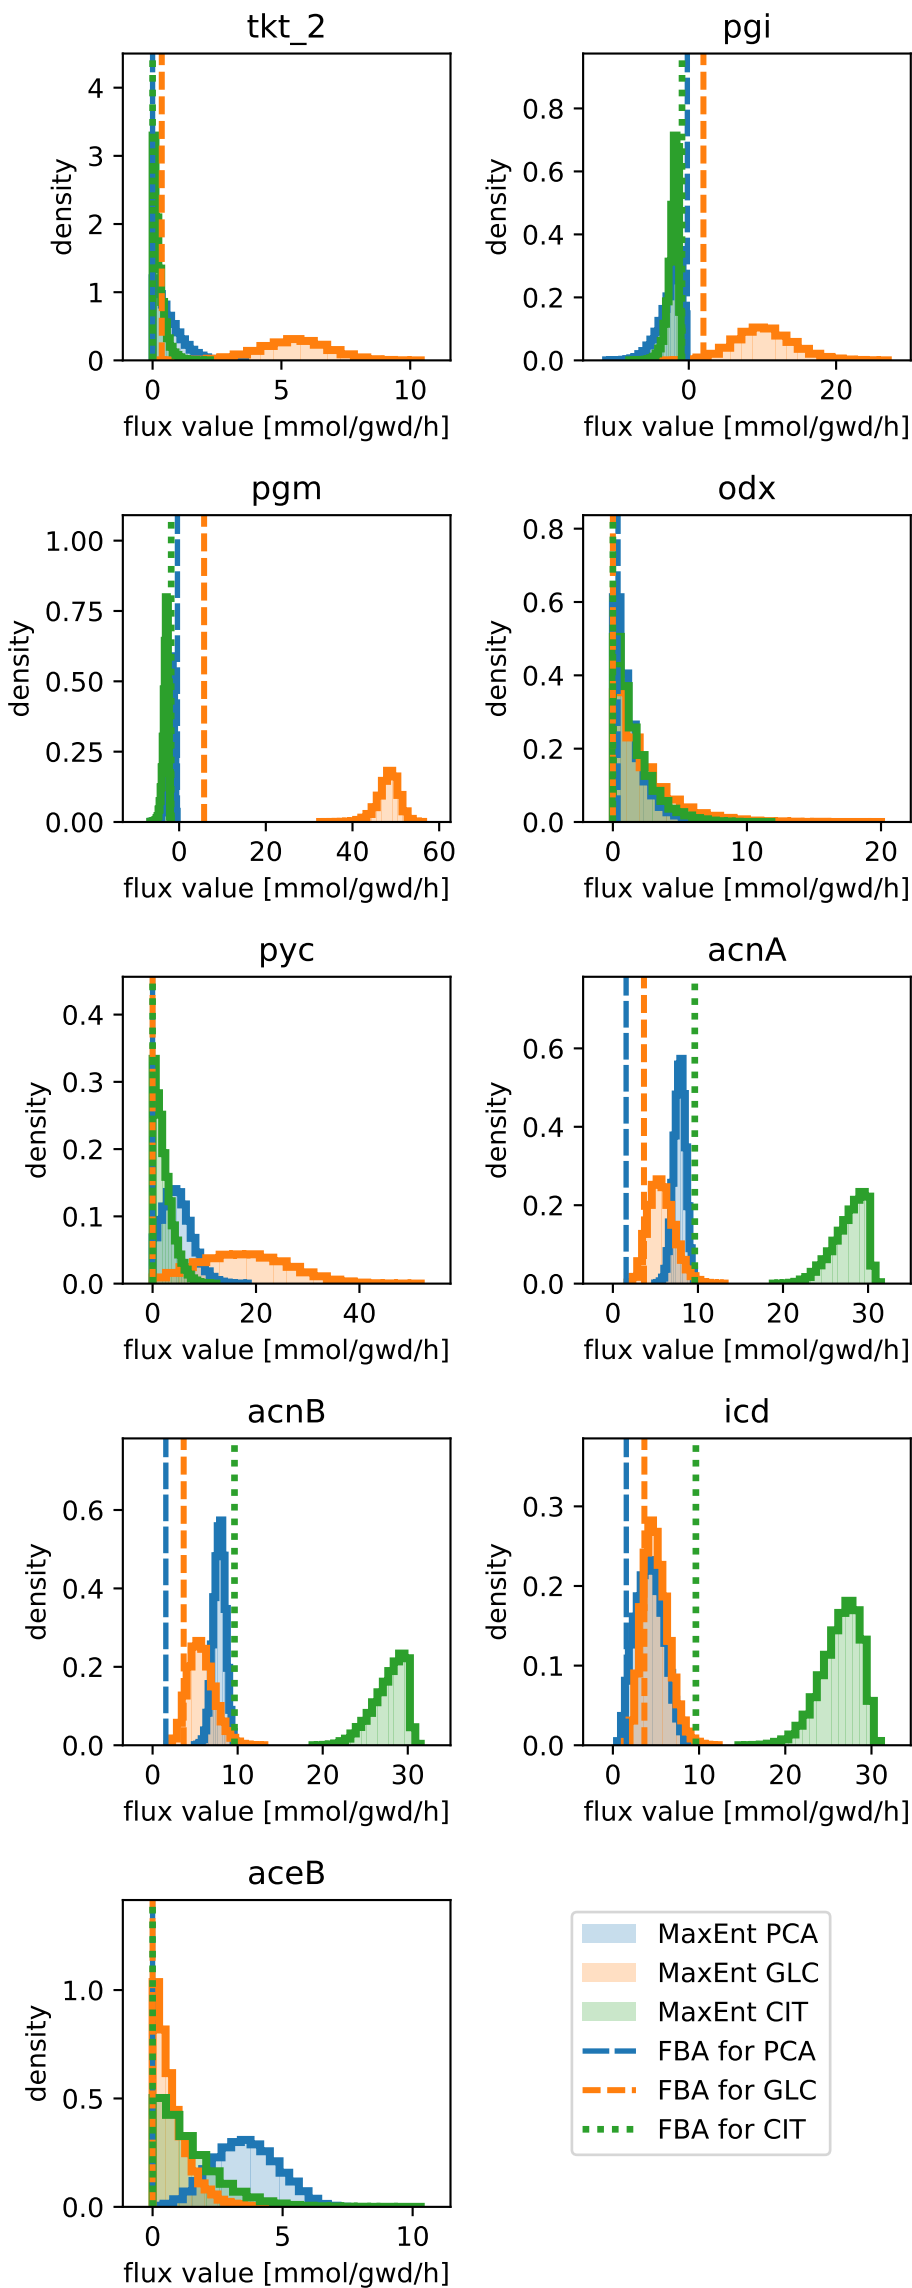 tkt_2
4
3
2
1
0
density
0 5 10
flux value [mmol/gwd/h]
pgi
0.8
0.6
0.4
0.2
0.0
density
0 20
flux value [mmol/gwd/h]
pgm
1.00
0.75
0.50
0.25
0.00
density
0 20 40 60
flux value [mmol/gwd/h]
odx
0.8
0.6
0.4
0.2
0.0
density
0 10 20
flux value [mmol/gwd/h]
pyc
0.4
0.3
0.2
0.1
0.0
density
0 20 40
flux value [mmol/gwd/h]
acnA
0.6
0.4
0.2
0.0
density
0 10 20 30
flux value [mmol/gwd/h]
acnB
0.6
0.4
0.2
0.0
density
0 10 20 30
flux value [mmol/gwd/h]
icd
0.3
0.2
0.1
0.0
density
0 10 20 30
flux value [mmol/gwd/h]
aceB
1.0
0.5
0.0
density
0 5 10
flux value [mmol/gwd/h]
MaxEnt PCA
MaxEnt GLC
MaxEnt CIT
FBA for PCA
FBA for GLC
FBA for CIT